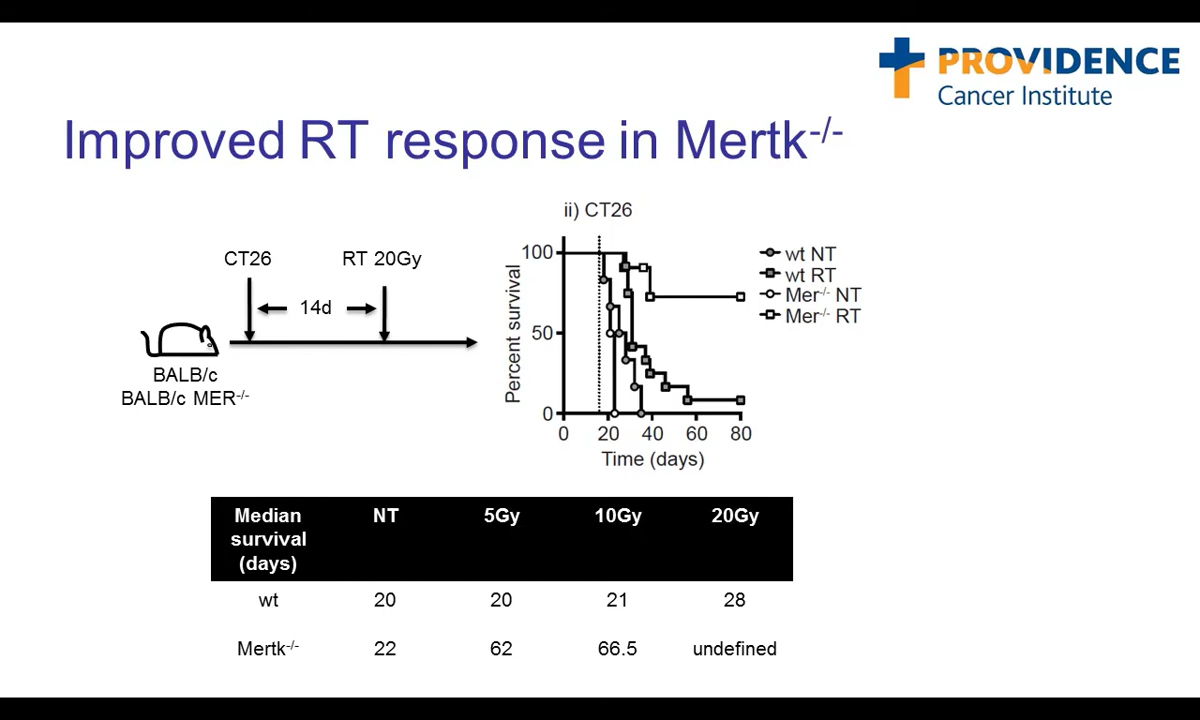 PROVIDENCE
Cancer Institute
Improved RT response in Mertk-/-
ii) CT26
CT26
RT 20Gy
14d
BALB/c
BALB/c MER-/-
Percent survival
100
50
0
0 20 40 60 80
Time (days)
wt NT
wt RT
Mer-/- NT
Mer-/- RT
Median survival (days) NT 5Gy 10Gy 20Gy
wt 20 20 21 28
Mertk-/- 22 62 66.5 undefined